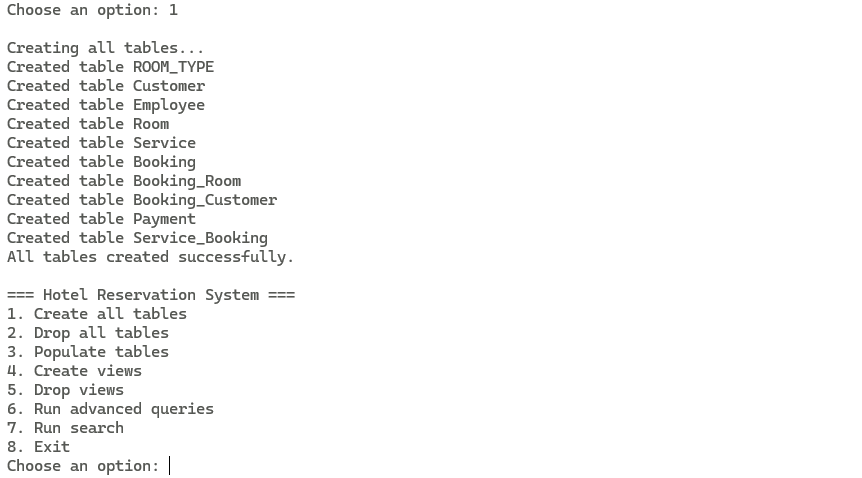 Choose an option: 1
Creating all tables...
Created table ROOM_TYPE
Created table Customer
Created table Employee
Created table Room
Created table Service
Created table Booking
Created table Booking_Room
Created table Booking_Customer
Created table Payment
Created table Service_Booking
All tables created successfully.
=== Hotel Reservation System ===
1. Create all tables
2. Drop all tables
3. Populate tables
4. Create views
5. Drop views
6. Run advanced queries
7. Run search
8. Exit
Choose an option: